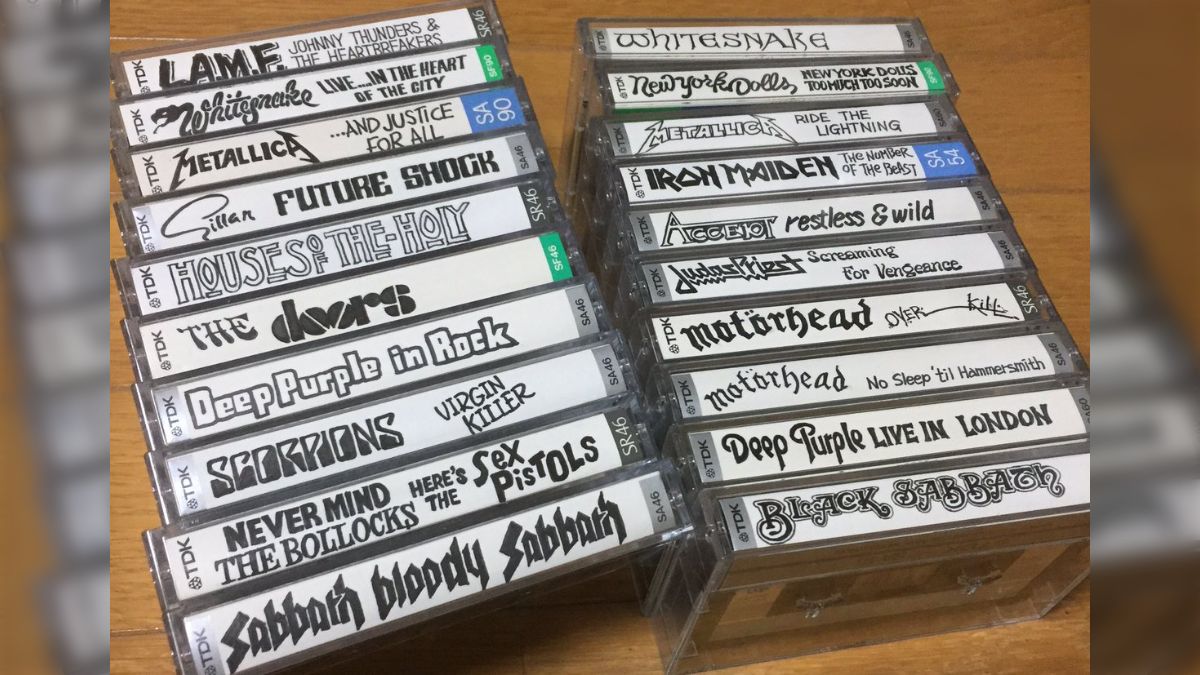 TDK L.A.M.F. JOHNNY THUNDERS & SR46
THE HEARTBREAKERS
TDK Whitesnake LIVE...IN THE HEART SF90
OF THE CITY
TDK METALLICA ...AND JUSTICE SA 90
FOR ALL
TDK Gillan FUTURE SHOCK SA46
TDK HOUSES OF THE-HOLY SR46
TDK THE DOORS SF46
TDK Deep Purple in Rock SA46
TDK SCORPIONS VIRGIN SA46
KILLER
TDK NEVER MIND HERE'S SEX SR46
THE BOLLOCKS THE PISTOLS
TDK Sabbath bloody Sabbath SA46
TDK WHITESNAKE SA46
TDK New York Dolls, NEW YORK DOLLS
TOO MUCH TOO SOON
TDK METALLICA RIDE THE
LIGHTNING
TDK IRON MAIDEN THE NUMBER SA 54
OF THE BEAST
TDK ACCEPT restless & wild SA46
TDK Judas Priest Screaming SA46
For Vengeance
TDK motörhead OVER KILL SR46
TDK motörhead No Sleep 'til Hammersmith SA46
TDK Deep Purple LIVE IN LONDON
TDK BLACK SABBATH